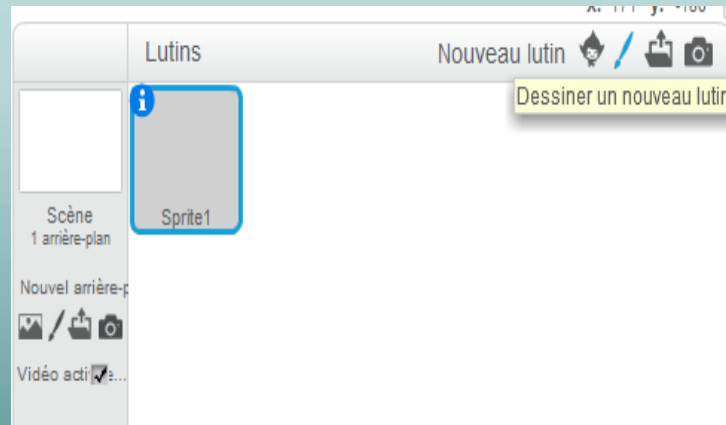 Lutins
Nouveau lutin
Dessiner un nouveau lutin
Sprite1
Scène
1 arrière-plan
Nouvel arrière-p
Vidéo acti